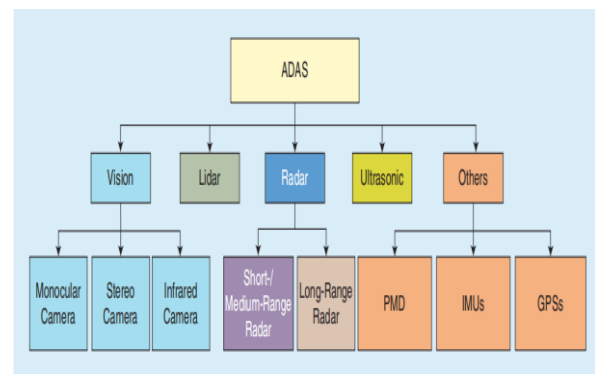 ADAS
Vision
Lidar
Radar
Ultrasonic
Others
Monocular
Camera
Stereo
Camera
Infrared
Camera
Short-/
Medium-Range
Radar
Long-Range
Radar
PMD
IMUs
GPSs